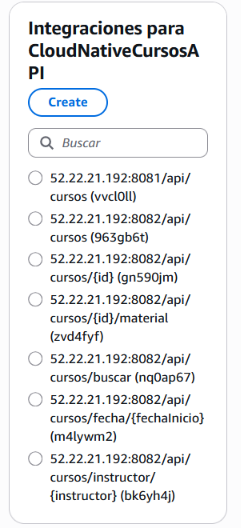 Integraciones para
CloudNativeCursosA
PI
Create
Buscar
52.22.21.192:8081/api/
cursos (vvcl0ll)
52.22.21.192:8082/api/
cursos (963gb6t)
52.22.21.192:8082/api/
cursos/{id} (gn590jm)
52.22.21.192:8082/api/
cursos/{id}/material
(zvd4fyf)
52.22.21.192:8082/api/
cursos/buscar (nq0ap67)
52.22.21.192:8082/api/
cursos/fecha/{fechaInicio}
(m4lywm2)
52.22.21.192:8082/api/
cursos/instructor/
{instructor} (bk6yh4j)